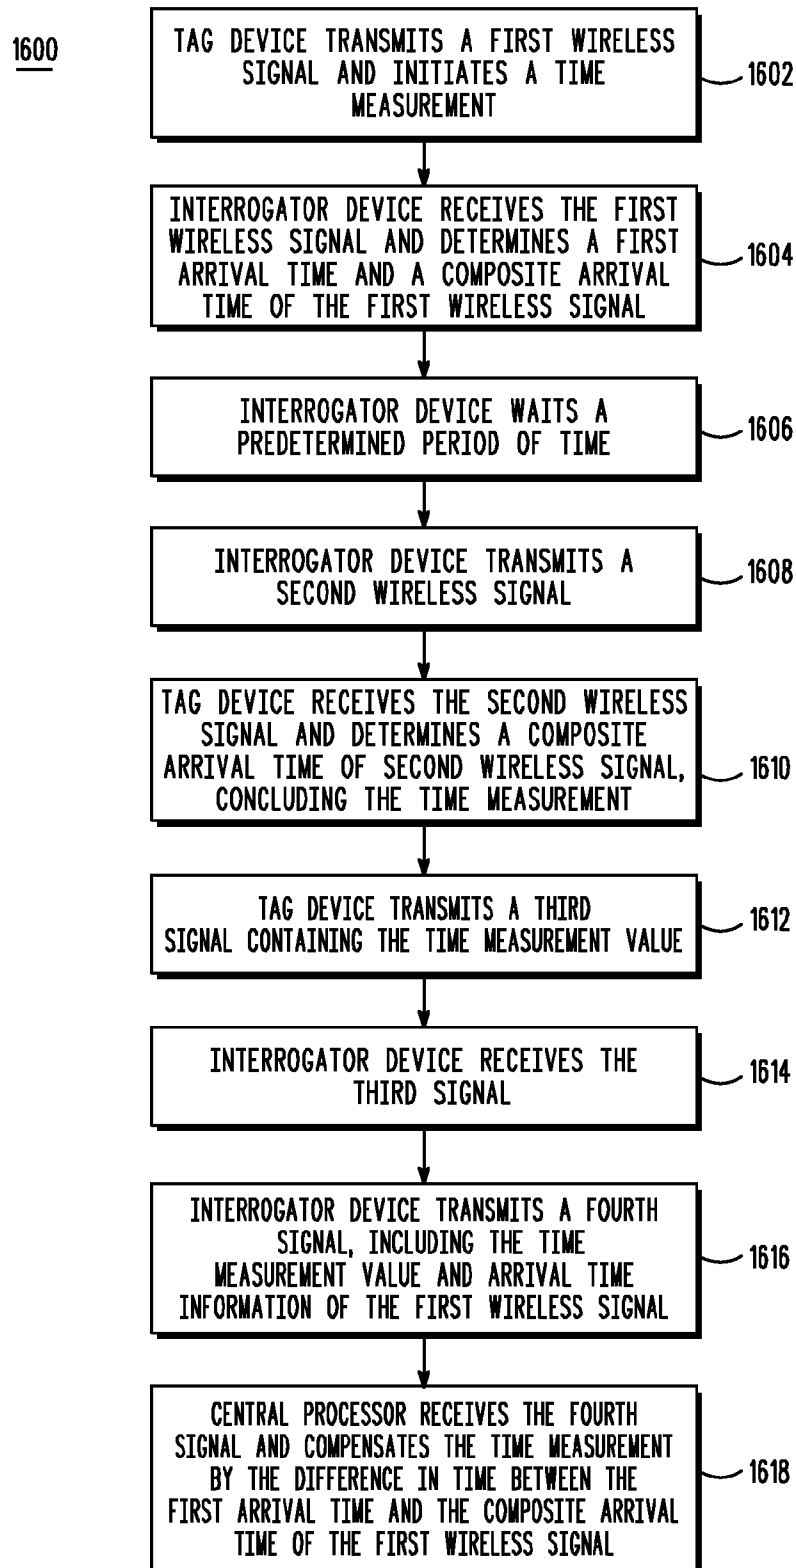 1600
TAG DEVICE TRANSMITS A FIRST WIRELESS
SIGNAL AND INITIATES A TIME
MEASUREMENT
1602
INTERROGATOR DEVICE RECEIVES THE FIRST
WIRELESS SIGNAL AND DETERMINES A FIRST
ARRIVAL TIME AND A COMPOSITE ARRIVAL
TIME OF THE FIRST WIRELESS SIGNAL
1604
INTERROGATOR DEVICE WAITS A
PREDETERMINED PERIOD OF TIME
1606
INTERROGATOR DEVICE TRANSMITS A
SECOND WIRELESS SIGNAL
1608
TAG DEVICE RECEIVES THE SECOND WIRELESS
SIGNAL AND DETERMINES A COMPOSITE
ARRIVAL TIME OF SECOND WIRELESS SIGNAL,
CONCLUDING THE TIME MEASUREMENT
1610
TAG DEVICE TRANSMITS A THIRD
SIGNAL CONTAINING THE TIME MEASUREMENT VALUE
1612
INTERROGATOR DEVICE RECEIVES THE
THIRD SIGNAL
1614
INTERROGATOR DEVICE TRANSMITS A FOURTH
SIGNAL, INCLUDING THE TIME
MEASUREMENT VALUE AND ARRIVAL TIME
INFORMATION OF THE FIRST WIRELESS SIGNAL
1616
CENTRAL PROCESSOR RECEIVES THE FOURTH
SIGNAL AND COMPENSATES THE TIME MEASUREMENT
BY THE DIFFERENCE IN TIME BETWEEN THE
FIRST ARRIVAL TIME AND THE COMPOSITE ARRIVAL
TIME OF THE FIRST WIRELESS SIGNAL
1618